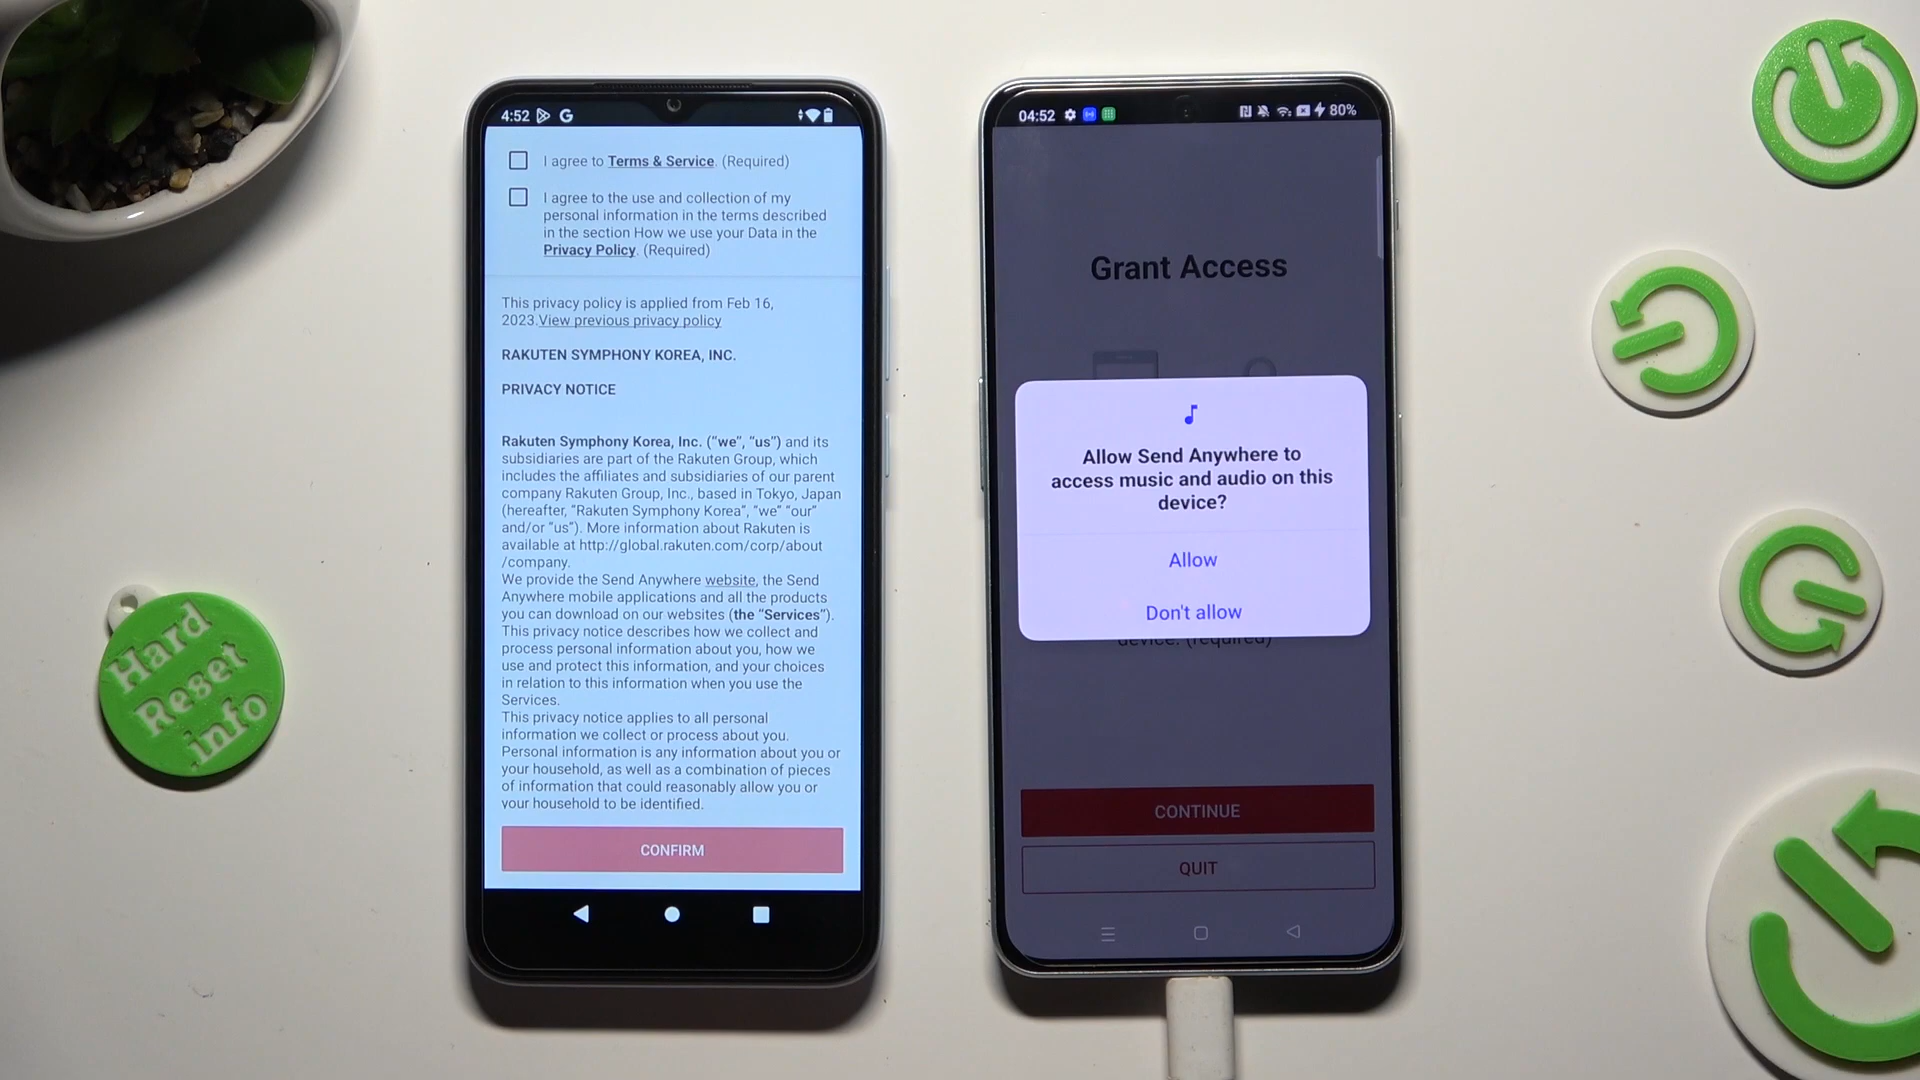 4:52
I agree to Terms & Service. (Required)
I agree to the use and collection of my
personal information in the terms described
in the section How we use your Data in the
Privacy Policy. (Required)
This privacy policy is applied from Feb 16,
2023.View previous privacy policy
RAKUTEN SYMPHONY KOREA, INC.
PRIVACY NOTICE
Rakuten Symphony Korea, Inc. (“we”, “us”) and its
subsidiaries are part of the Rakuten Group, which
includes the affiliates and subsidiaries of our parent
company Rakuten Group, Inc., based in Tokyo, Japan
(hereafter, “Rakuten Symphony Korea”, “we” “our”
and/or “us”). More information about Rakuten is
available at http://global.rakuten.com/corp/about
/company.
We provide the Send Anywhere website, the Send
Anywhere mobile applications and all the products
you can download on our websites (the “Services”).
This privacy notice describes how we collect and
process personal information about you, how we
use and protect this information, and your choices
in relation to this information when you use the
Services.
This privacy notice applies to all personal
information we collect or process about you.
Personal information is any information about you or
your household, as well as a combination of pieces
of information that could reasonably allow you or
your household to be identified.
CONFIRM
04:52 80%
Grant Access
Allow Send Anywhere to
access music and audio on this
device?
Allow
Don't allow
device. (required)
CONTINUE
QUIT
Hard
Reset
.info